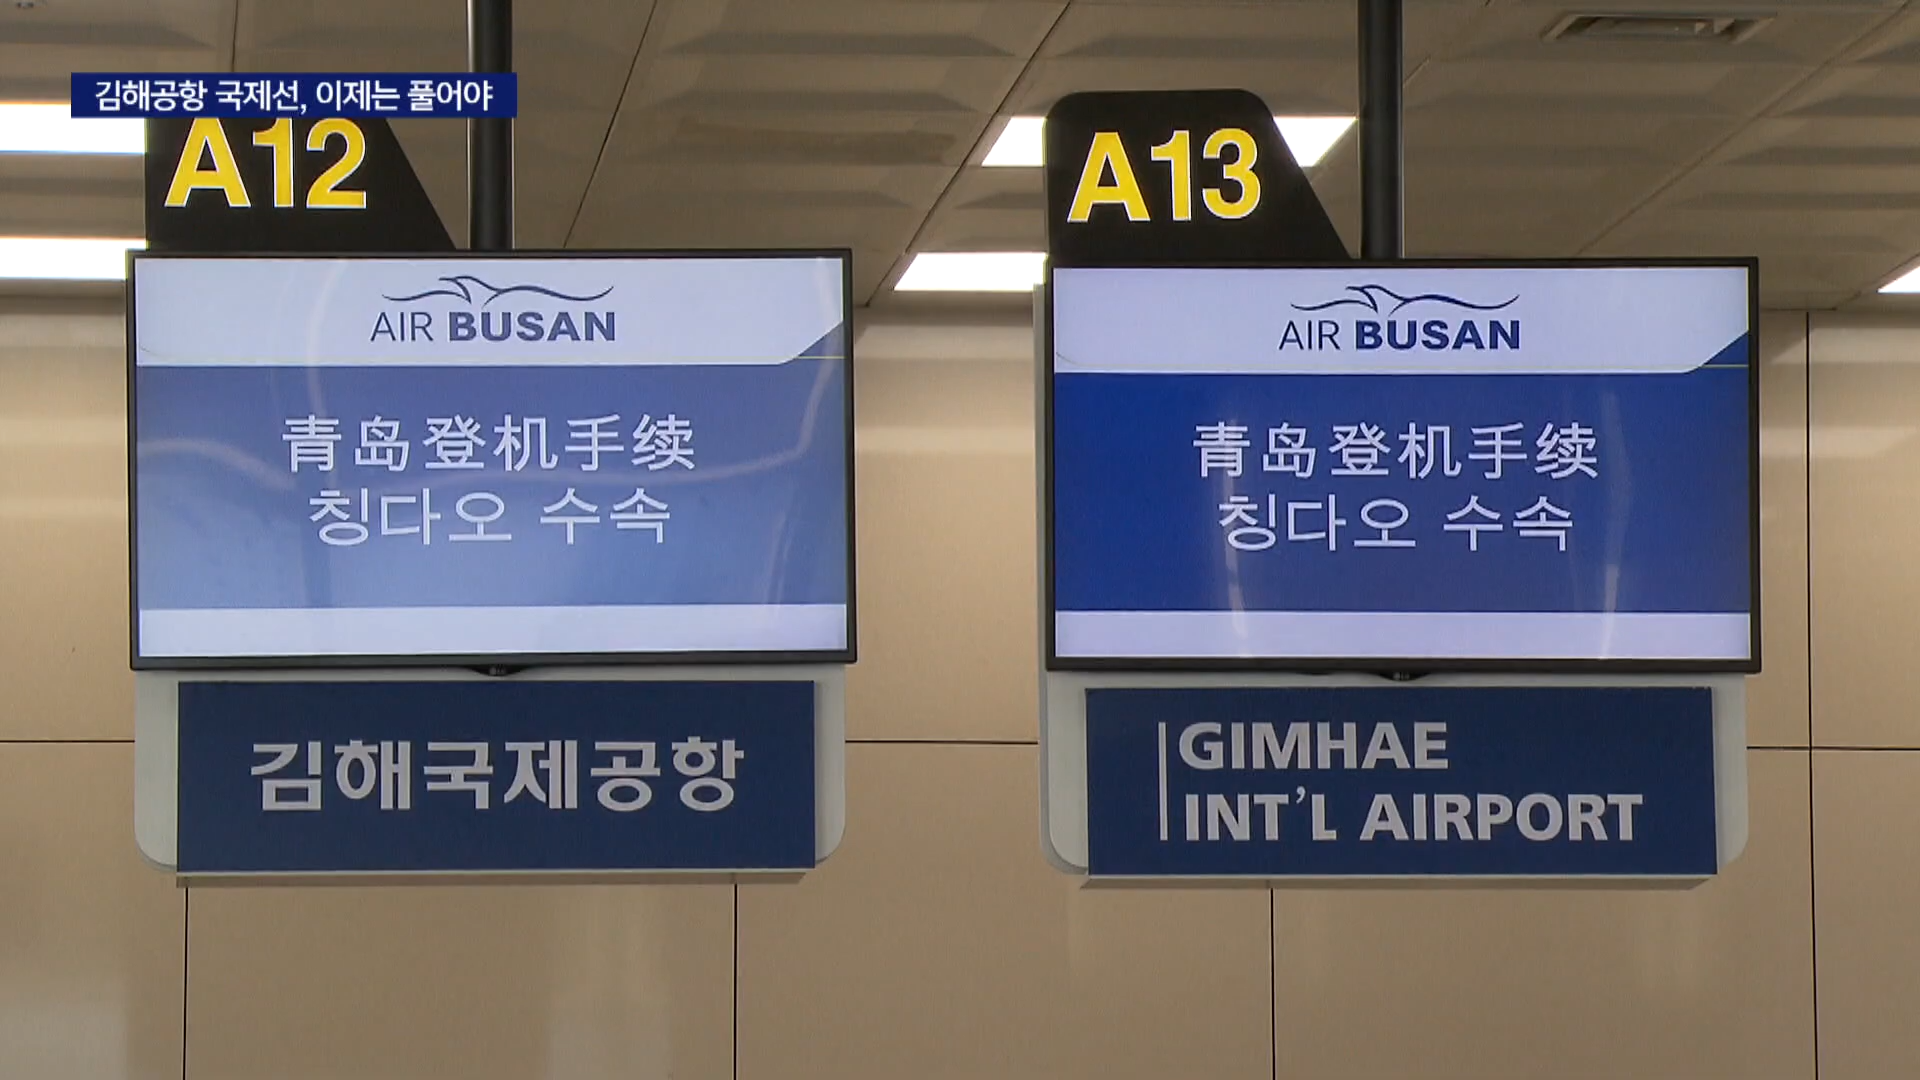 김해공항 국제선, 이제는 풀어야
A12
AIR BUSAN
青岛登机手续
칭다오 수속
김해국제공항
A13
AIR BUSAN
青岛登机手续
칭다오 수속
GIMHAE
INT'L AIRPORT